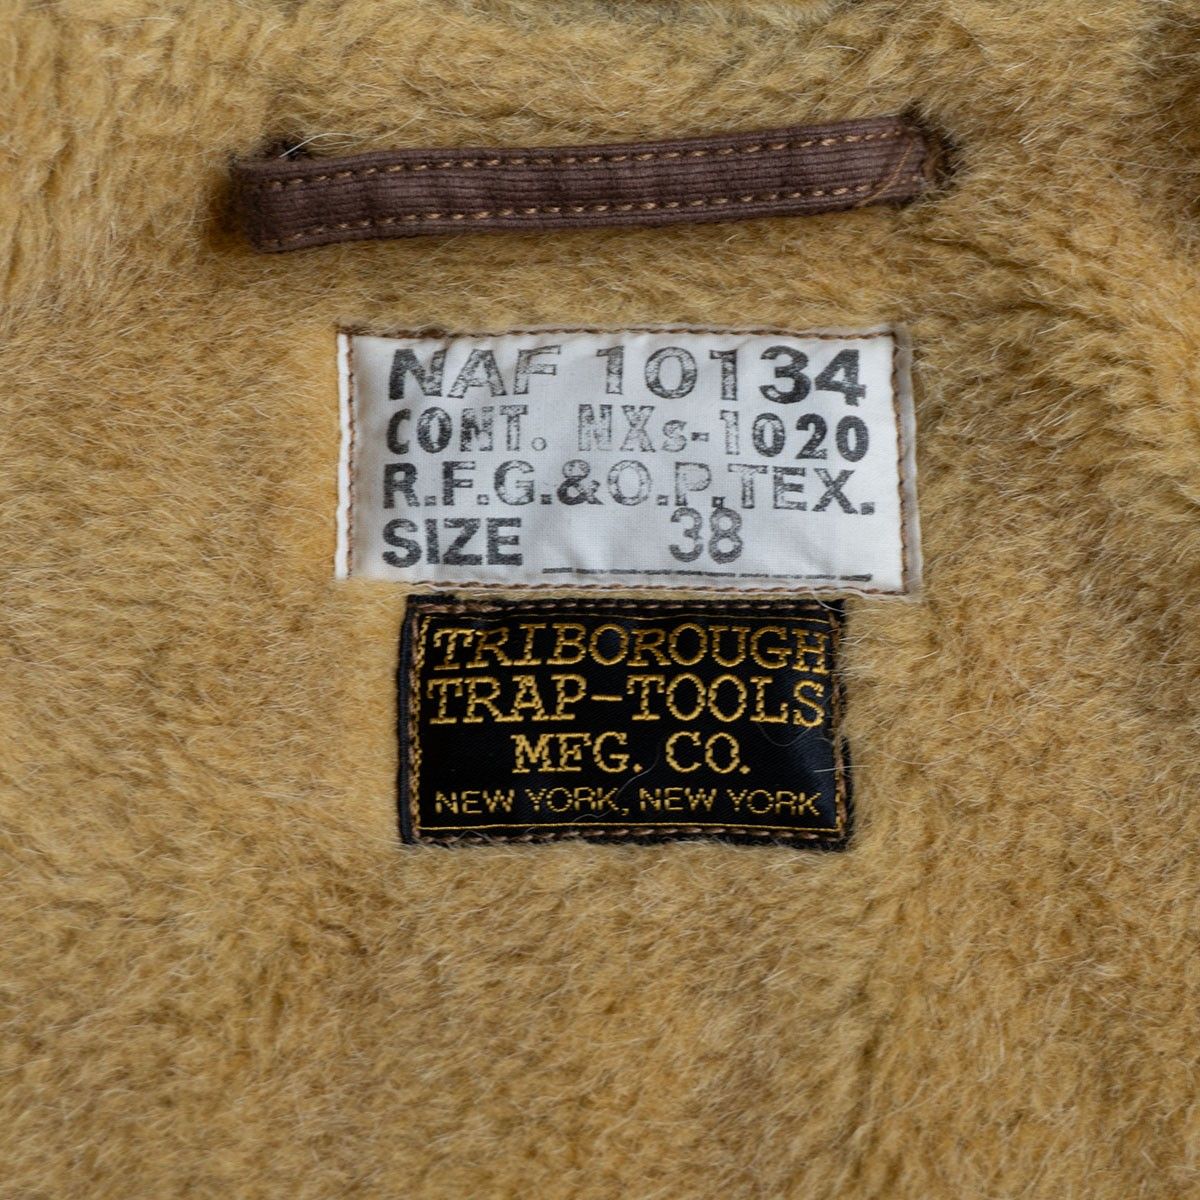 NAF 10134
CONT. NXs-1020
R.F.G.&O.P.TEX.
SIZE 38
TRIBOROUGH
TRAP-TOOLS
MFG. CO.
NEW YORK, NEW YORK